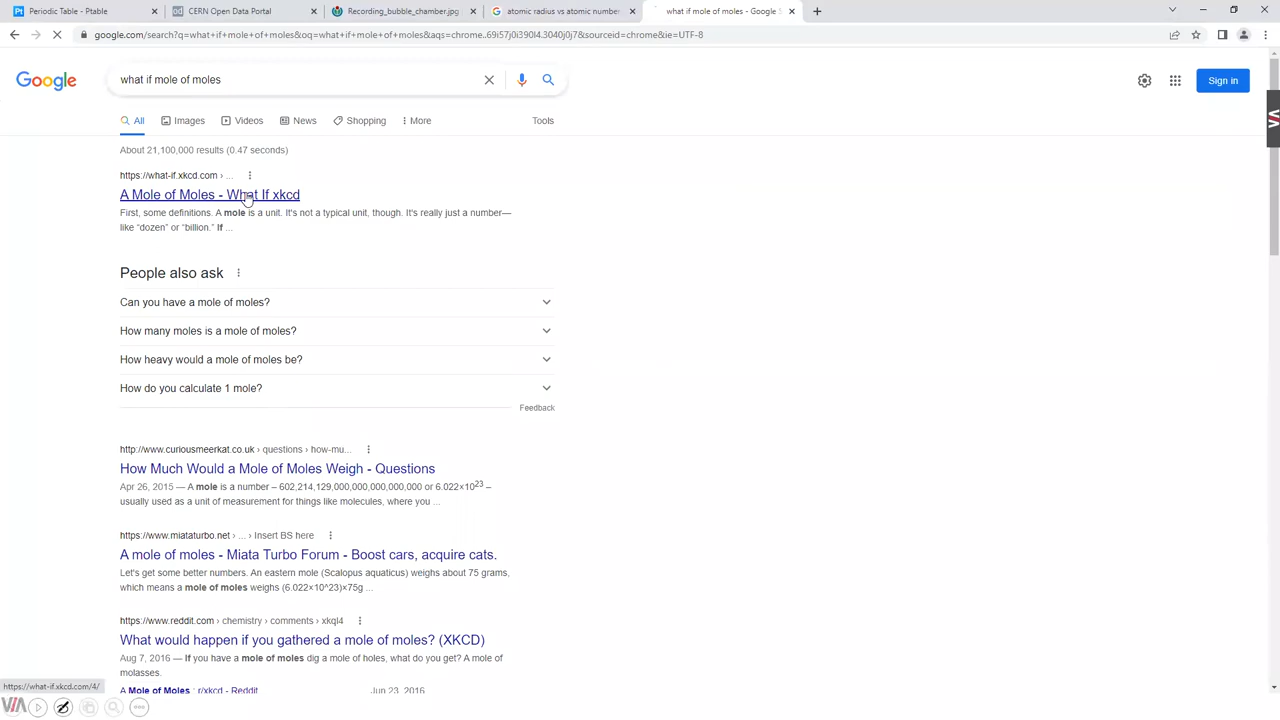 Periodic Table - Ptable
CERN Open Data Portal
Recording_bubble_chamber.jpg
atomic radius vs atomic number
what if mole of moles - Google S
google.com/search?q=what+if+mole+of+moles&oq=what+if+mole+of+moles&aqs=chrome..69i57j0i390l4.3040j0j7&sourceid=chrome&ie=UTF-8
Google
what if mole of moles
Sign in
All
Images
Videos
News
Shopping
More
Tools
About 21,100,000 results (0.47 seconds)
https://what-if.xkcd.com › ...
A Mole of Moles - What If xkcd
First, some definitions. A mole is a unit. It's not a typical unit, though. It's really just a number—
like “dozen” or “billion.” If ...
People also ask
Can you have a mole of moles?
How many moles is a mole of moles?
How heavy would a mole of moles be?
How do you calculate 1 mole?
Feedback
http://www.curiousmeerkat.co.uk › questions › how-mu...
How Much Would a Mole of Moles Weigh - Questions
Apr 26, 2015 — A mole is a number – 602,214,129,000,000,000,000,000 or 6.022×10²³ –
usually used as a unit of measurement for things like molecules, where you ...
https://www.miataturbo.net › ... › Insert BS here
A mole of moles - Miata Turbo Forum - Boost cars, acquire cats.
Let's get some better numbers. An eastern mole (Scalopus aquaticus) weighs about 75 grams,
which means a mole of moles weighs (6.022×10^23)×75g ...
https://www.reddit.com › chemistry › comments › xkql4
What would happen if you gathered a mole of moles? (XKCD)
Aug 7, 2016 — If you have a mole of moles dig a mole of holes, what do you get? A mole of
molasses.
A Mole of Moles : r/xkcd - Reddit
Jun 23, 2016
https://what-if.xkcd.com/4/
VIA